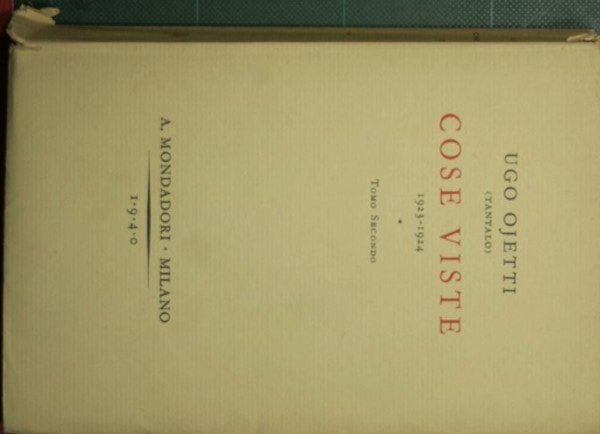 UGO OJETTI
(TANTALO)
COSE VISTE
1923-1924
*
TOMO SECONDO
A. MONDADORI · MILANO
1·9·4·0